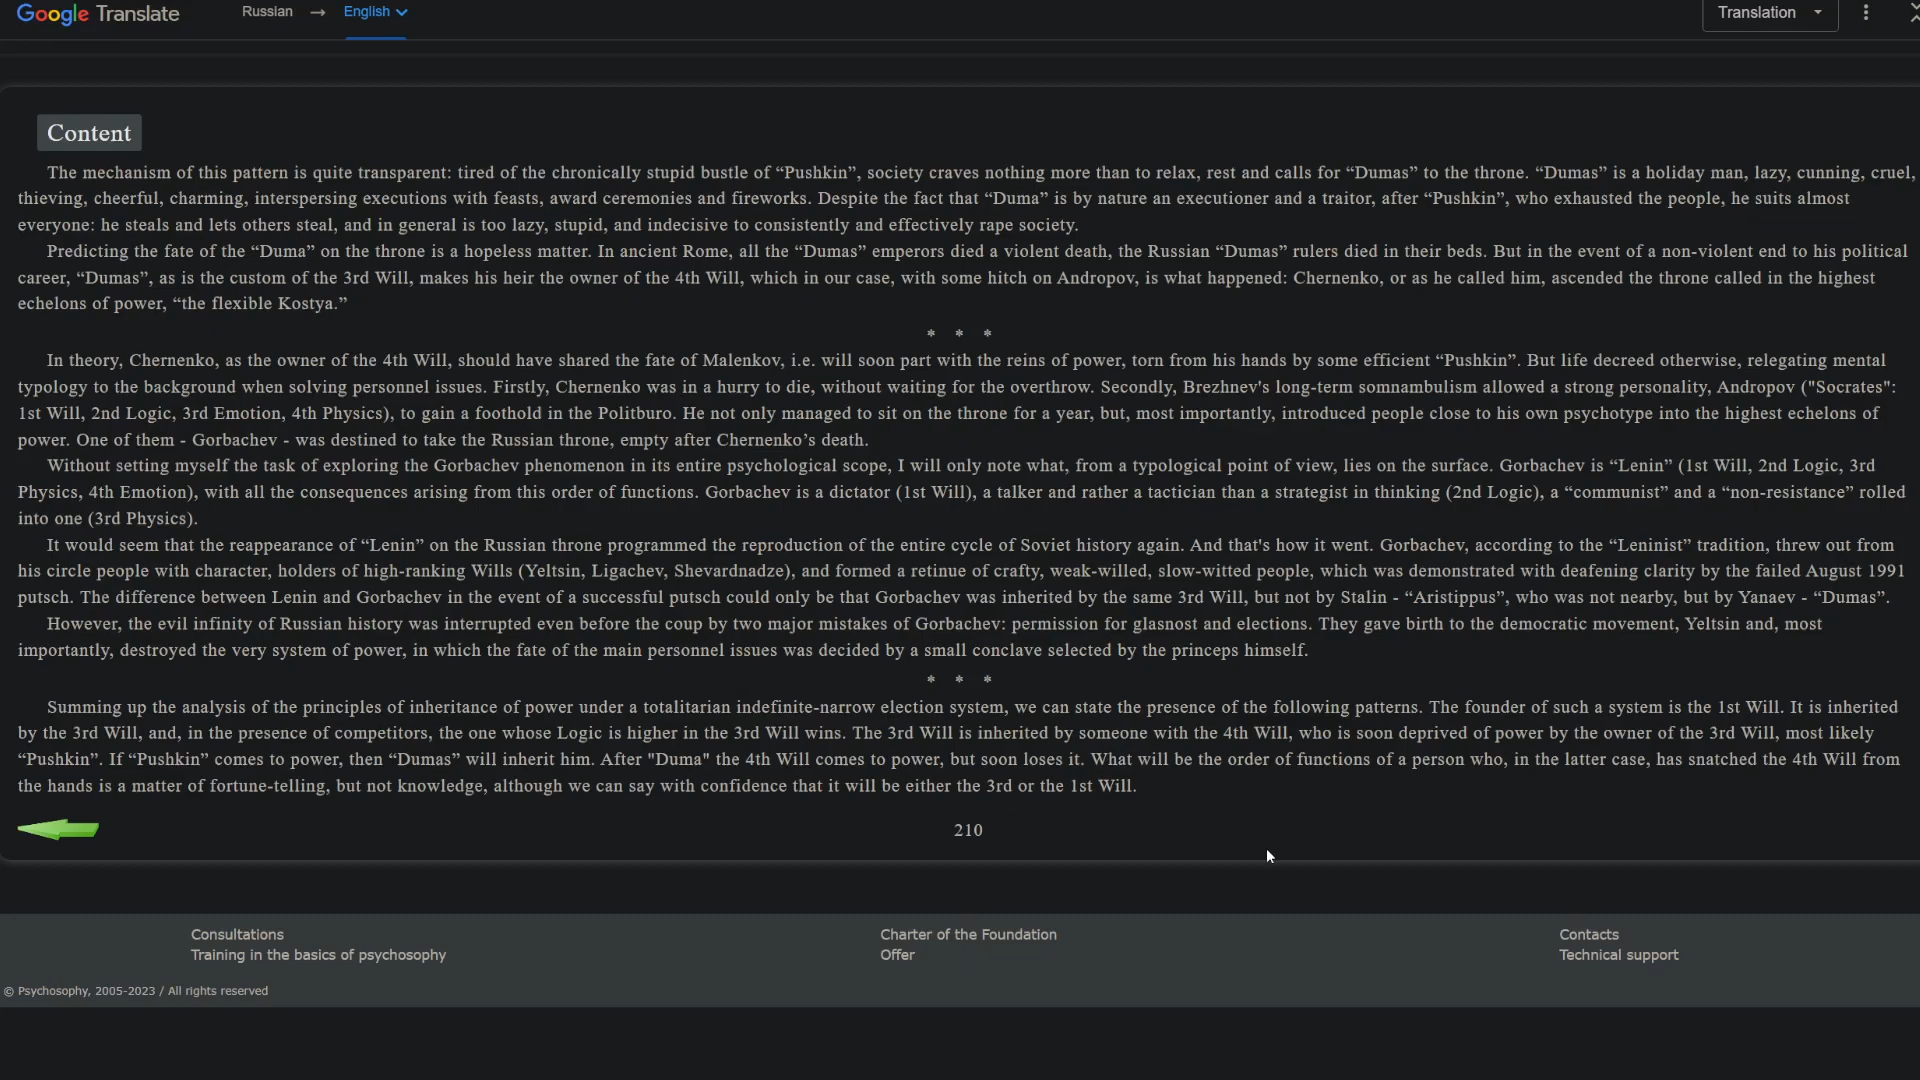 Google Translate
Russian → English
Translation
Content
The mechanism of this pattern is quite transparent: tired of the chronically stupid bustle of “Pushkin”, society craves nothing more than to relax, rest and calls for “Dumas” to the throne. “Dumas” is a holiday man, lazy, cunning, cruel,
thieving, cheerful, charming, interspersing executions with feasts, award ceremonies and fireworks. Despite the fact that “Duma” is by nature an executioner and a traitor, after “Pushkin”, who exhausted the people, he suits almost
everyone: he steals and lets others steal, and in general is too lazy, stupid, and indecisive to consistently and effectively rape society.
Predicting the fate of the “Duma” on the throne is a hopeless matter. In ancient Rome, all the “Dumas” emperors died a violent death, the Russian “Dumas” rulers died in their beds. But in the event of a non-violent end to his political
career, “Dumas”, as is the custom of the 3rd Will, makes his heir the owner of the 4th Will, which in our case, with some hitch on Andropov, is what happened: Chernenko, or as he called him, ascended the throne called in the highest
echelons of power, “the flexible Kostya.”
* * *
In theory, Chernenko, as the owner of the 4th Will, should have shared the fate of Malenkov, i.e. will soon part with the reins of power, torn from his hands by some efficient “Pushkin”. But life decreed otherwise, relegating mental
typology to the background when solving personnel issues. Firstly, Chernenko was in a hurry to die, without waiting for the overthrow. Secondly, Brezhnev's long-term somnambulism allowed a strong personality, Andropov ("Socrates":
1st Will, 2nd Logic, 3rd Emotion, 4th Physics), to gain a foothold in the Politburo. He not only managed to sit on the throne for a year, but, most importantly, introduced people close to his own psychotype into the highest echelons of
power. One of them - Gorbachev - was destined to take the Russian throne, empty after Chernenko’s death.
Without setting myself the task of exploring the Gorbachev phenomenon in its entire psychological scope, I will only note what, from a typological point of view, lies on the surface. Gorbachev is “Lenin” (1st Will, 2nd Logic, 3rd
Physics, 4th Emotion), with all the consequences arising from this order of functions. Gorbachev is a dictator (1st Will), a talker and rather a tactician than a strategist in thinking (2nd Logic), a “communist” and a “non-resistance” rolled
into one (3rd Physics).
It would seem that the reappearance of “Lenin” on the Russian throne programmed the reproduction of the entire cycle of Soviet history again. And that's how it went. Gorbachev, according to the “Leninist” tradition, threw out from
his circle people with character, holders of high-ranking Wills (Yeltsin, Ligachev, Shevardnadze), and formed a retinue of crafty, weak-willed, slow-witted people, which was demonstrated with deafening clarity by the failed August 1991
putsch. The difference between Lenin and Gorbachev in the event of a successful putsch could only be that Gorbachev was inherited by the same 3rd Will, but not by Stalin - “Aristippus”, who was not nearby, but by Yanaev - “Dumas”.
However, the evil infinity of Russian history was interrupted even before the coup by two major mistakes of Gorbachev: permission for glasnost and elections. They gave birth to the democratic movement, Yeltsin and, most
importantly, destroyed the very system of power, in which the fate of the main personnel issues was decided by a small conclave selected by the princeps himself.
* * *
Summing up the analysis of the principles of inheritance of power under a totalitarian indefinite-narrow election system, we can state the presence of the following patterns. The founder of such a system is the 1st Will. It is inherited
by the 3rd Will, and, in the presence of competitors, the one whose Logic is higher in the 3rd Will wins. The 3rd Will is inherited by someone with the 4th Will, who is soon deprived of power by the owner of the 3rd Will, most likely
“Pushkin”. If “Pushkin” comes to power, then “Dumas” will inherit him. After "Duma" the 4th Will comes to power, but soon loses it. What will be the order of functions of a person who, in the latter case, has snatched the 4th Will from
the hands is a matter of fortune-telling, but not knowledge, although we can say with confidence that it will be either the 3rd or the 1st Will.
210
Consultations
Training in the basics of psychosophy
Charter of the Foundation
Offer
Contacts
Technical support
© Psychosophy, 2005-2023 / All rights reserved